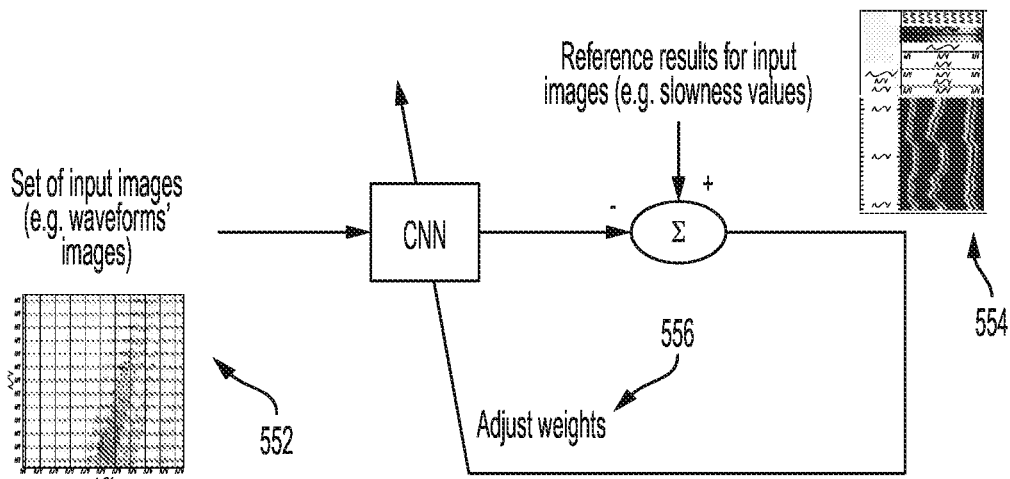 Reference results for input
images (e.g. slowness values)
Set of input images
(e.g. waveforms'
images)
CNN
-
+
Σ
554
556
552
Adjust weights